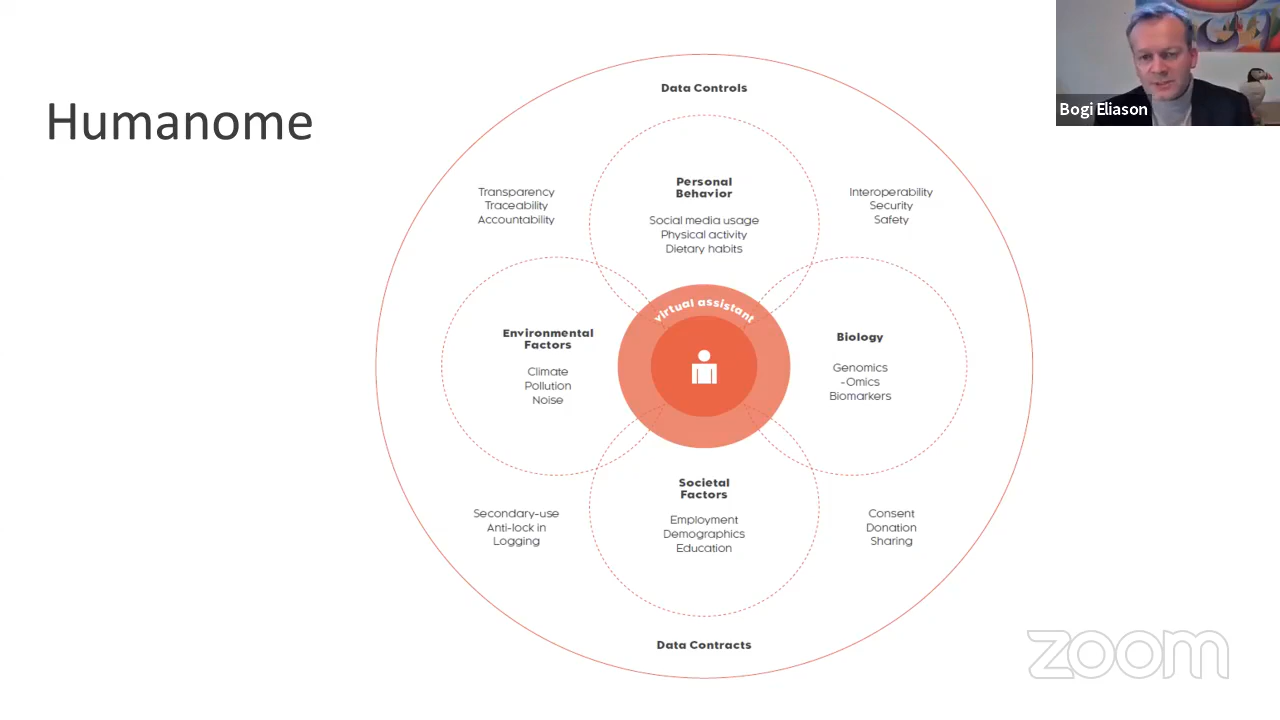 Humanome
Bogi Eliason
Data Controls
Transparency
Traceability
Accountability
Personal
Behavior
Social media usage
Physical activity
Dietary habits
Interoperability
Security
Safety
virtual assistant
Environmental
Factors
Climate
Pollution
Noise
Biology
Genomics
-Omics
Biomarkers
Secondary-use
Anti-lock in
Logging
Societal
Factors
Employment
Demographics
Education
Consent
Donation
Sharing
Data Contracts
zoom